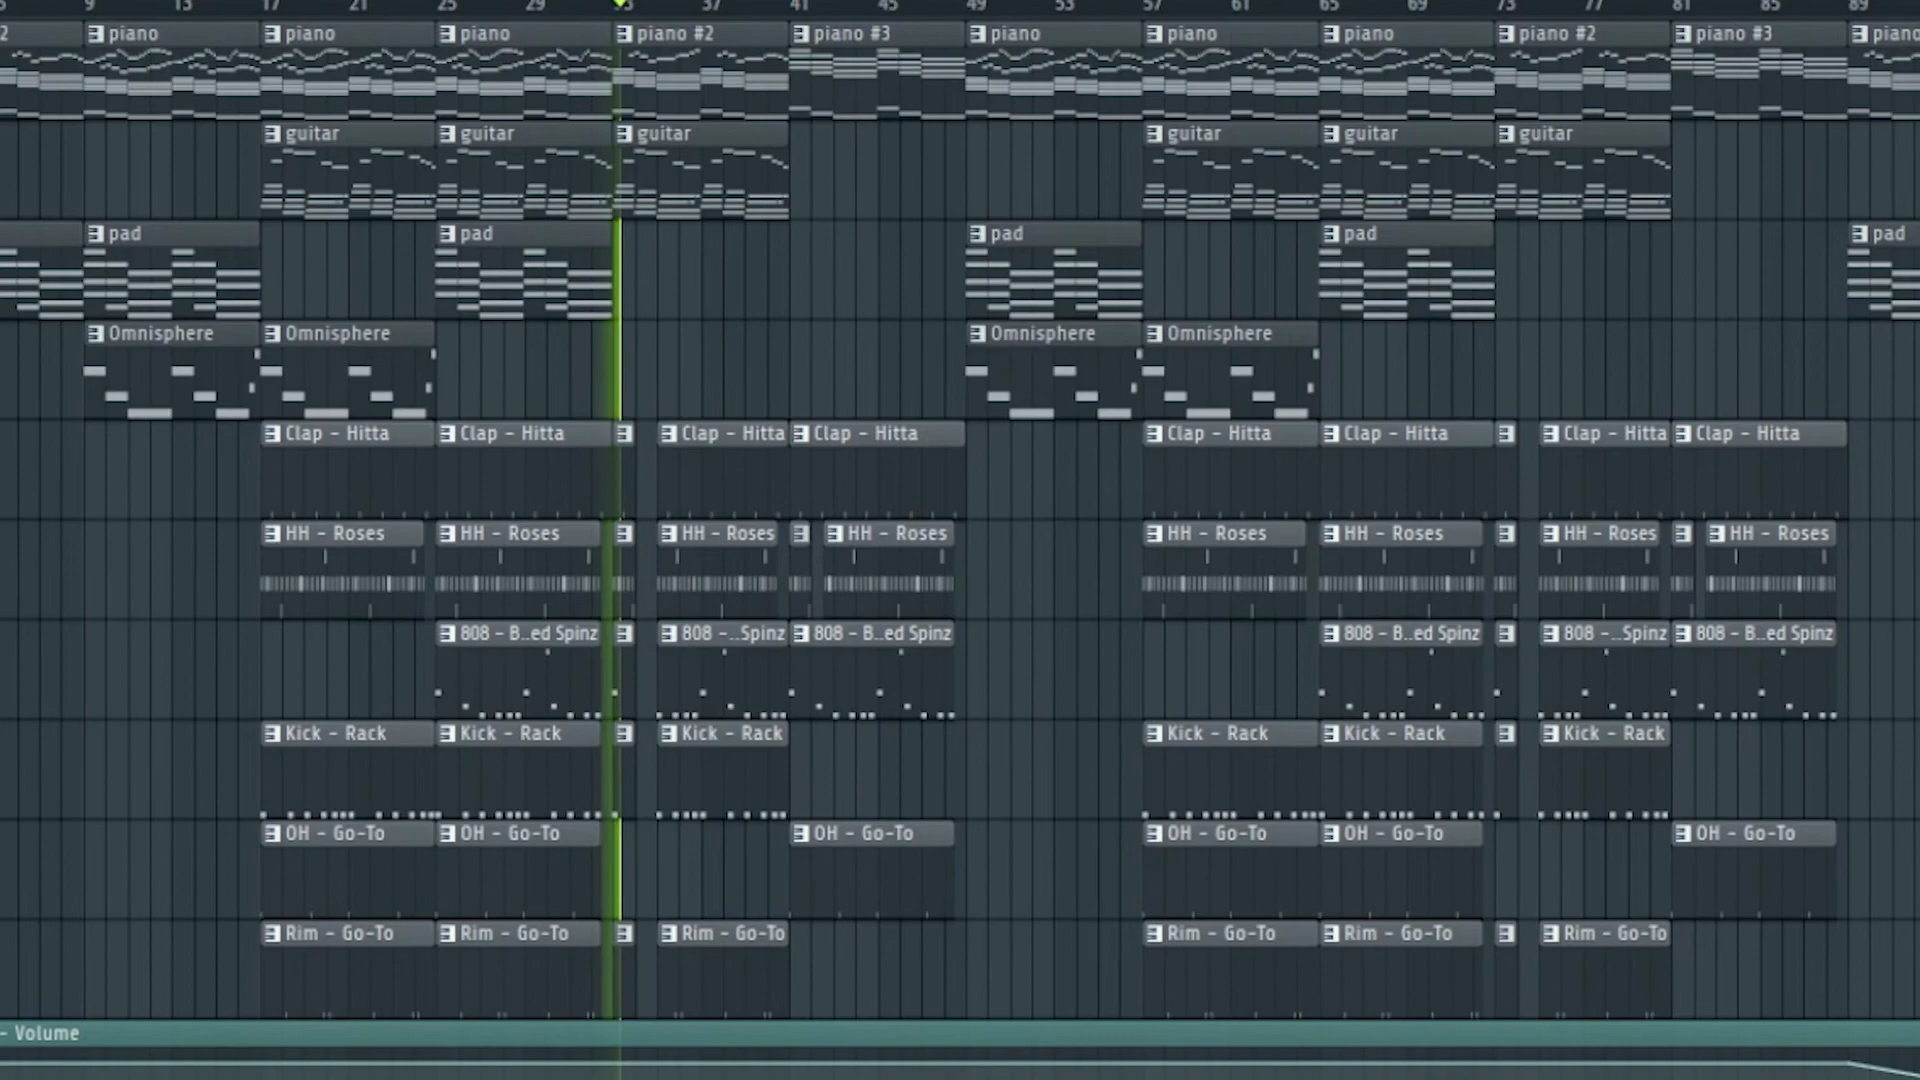 9 13 17 21 25 29 37 41 45 49 53 57 61 65 69 73 77 81 85 89
2 piano piano piano piano #2 piano #3 piano piano piano piano #2 piano #3 piano
guitar guitar guitar guitar guitar guitar
pad pad pad pad pad
Omnisphere Omnisphere Omnisphere Omnisphere
Clap - Hitta Clap - Hitta Clap - Hitta Clap - Hitta Clap - Hitta Clap - Hitta Clap - Hitta Clap - Hitta
HH - Roses HH - Roses HH - Roses HH - Roses HH - Roses HH - Roses HH - Roses HH - Roses
808 - B..ed Spinz 808 -..Spinz 808 - B..ed Spinz 808 - B..ed Spinz 808 -..Spinz 808 - B..ed Spinz
Kick - Rack Kick - Rack Kick - Rack Kick - Rack Kick - Rack Kick - Rack
OH - Go-To OH - Go-To OH - Go-To OH - Go-To OH - Go-To OH - Go-To
Rim - Go-To Rim - Go-To Rim - Go-To Rim - Go-To Rim - Go-To Rim - Go-To
- Volume